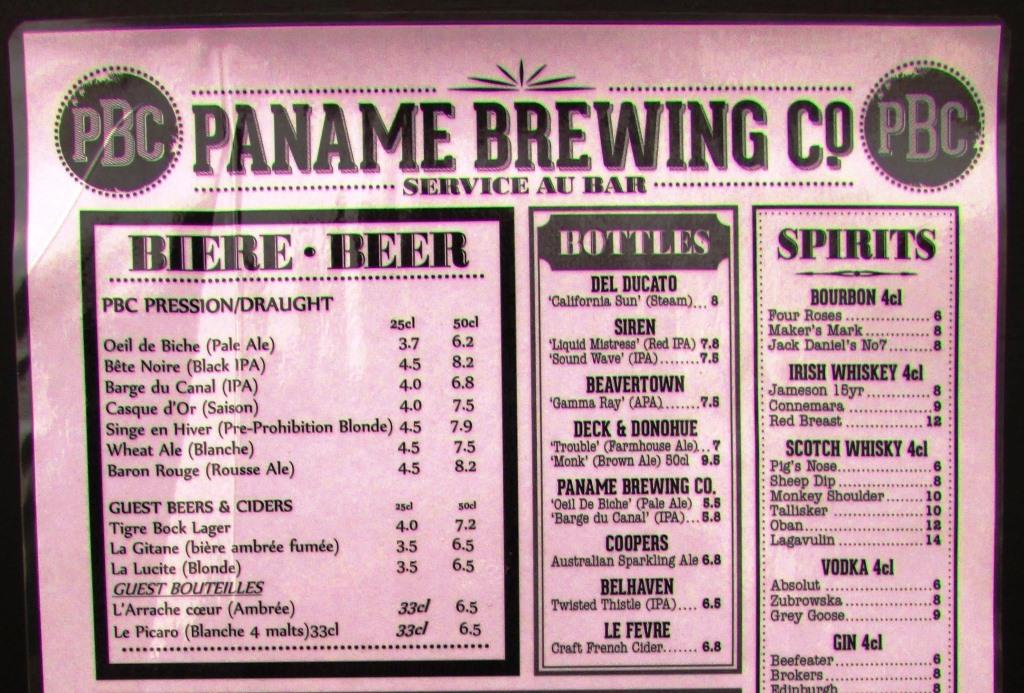 PBC
PANAME BREWING CO
PBC
SERVICE AU BAR
BIERE • BEER
PBC PRESSION/DRAUGHT
25cl 50cl
Oeil de Biche (Pale Ale) 3.7 6.2
Bête Noire (Black IPA) 4.5 8.2
Barge du Canal (IPA) 4.0 6.8
Casque d'Or (Saison) 4.0 7.5
Singe en Hiver (Pre-Prohibition Blonde) 4.5 7.9
Wheat Ale (Blanche) 4.5 7.5
Baron Rouge (Rousse Ale) 4.5 8.2
GUEST BEERS & CIDERS 25cl 50cl
Tigre Bock Lager 4.0 7.2
La Gitane (bière ambrée fumée) 3.5 6.5
La Lucite (Blonde) 3.5 6.5
GUEST BOUTEILLES
L'Arrache cœur (Ambrée) 33cl 6.5
Le Picaro (Blanche 4 malts)33cl 33cl 6.5
BOTTLES
DEL DUCATO
'California Sun' (Steam)... 8
SIREN
'Liquid Mistress' (Red IPA) 7.8
'Sound Wave' (IPA)........7.5
BEAVERTOWN
'Gamma Ray' (APA).......7.5
DECK & DONOHUE
'Trouble' (Farmhouse Ale)...7
'Monk' (Brown Ale) 50cl 9.5
PANAME BREWING CO.
'Oeil De Biche' (Pale Ale) 5.5
'Barge du Canal' (IPA)...5.8
COOPERS
Australian Sparkling Ale 6.8
BELHAVEN
Twisted Thistle (IPA).... 6.5
LE FEVRE
Craft French Cider....... 6.8
SPIRITS
BOURBON 4cl
Four Roses ..................6
Maker's Mark ..............8
Jack Daniel's No7.........8
IRISH WHISKEY 4cl
Jameson 15yr ..............8
Connemara ..................9
Red Breast .................12
SCOTCH WHISKY 4cl
Pig's Nose....................6
Sheep Dip ....................8
Monkey Shoulder ........10
Tallisker .....................10
Oban ..........................12
Lagavulin ...................14
VODKA 4cl
Absolut .......................6
Zubrowska ..................8
Grey Goose..................9
GIN 4cl
Beefeater ....................6
Brokers .......................8
Edinburgh ...................8